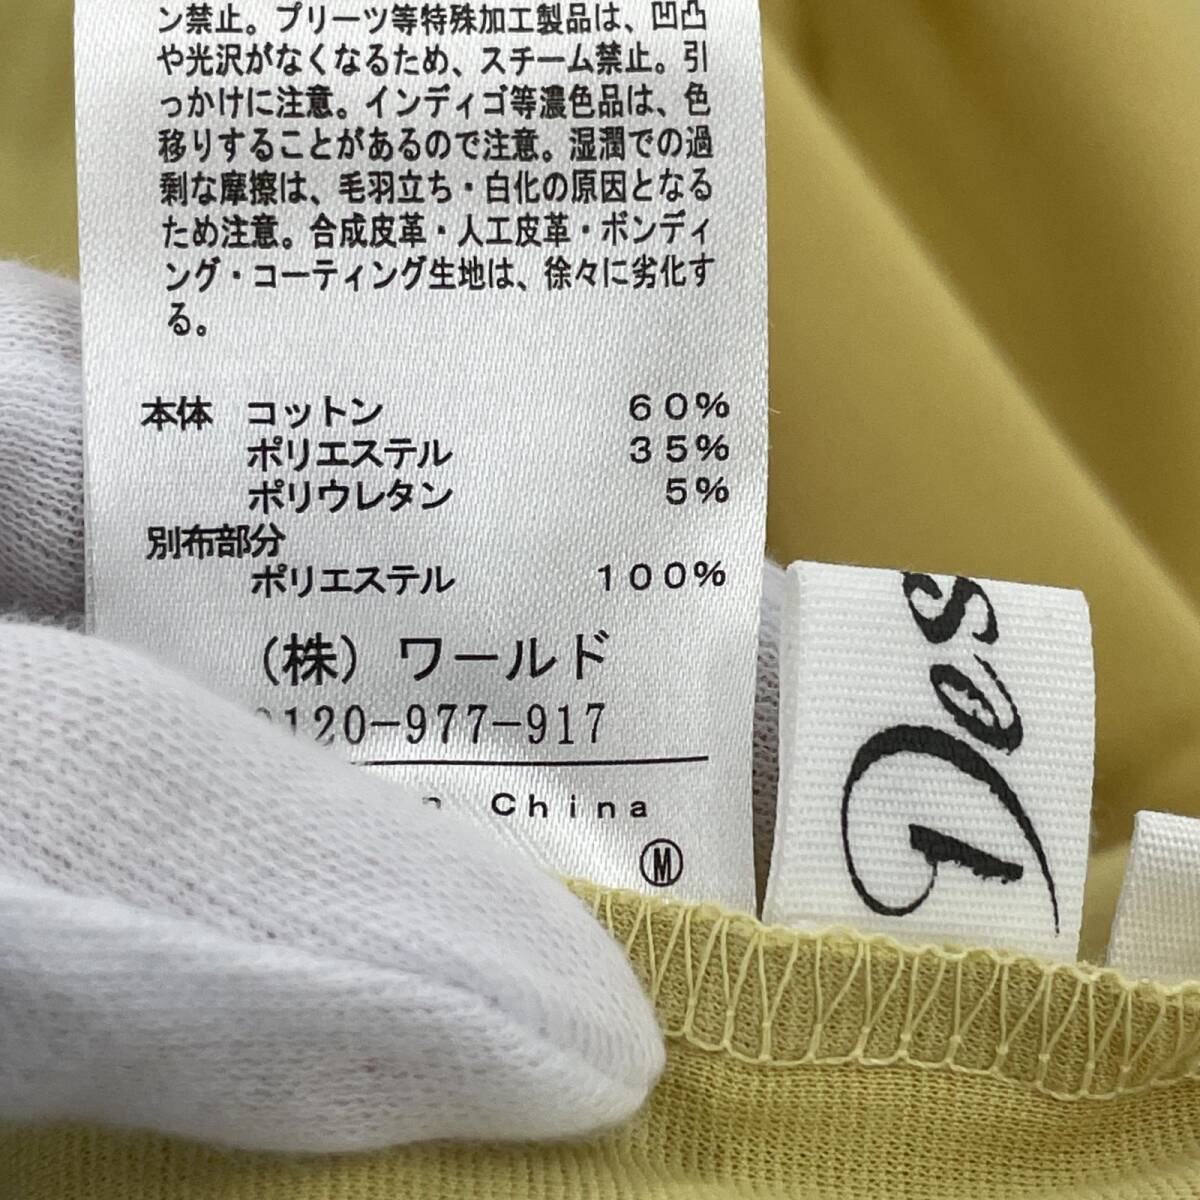 ン禁止。プリーツ等特殊加工製品は、凹凸
や光沢がなくなるため、スチーム禁止。引
っかけに注意。インディゴ等濃色品は、色
移りすることがあるので注意。湿潤での過
剰な摩擦は、毛羽立ち・白化の原因となる
ため注意。合成皮革・人工皮革・ボンディ
ング・コーティング生地は、徐々に劣化す
る。
本体 コットン 60%
ポリエステル 35%
ポリウレタン 5%
別布部分
ポリエステル 100%
(株) ワールド
0120-977-917
China
M
Des